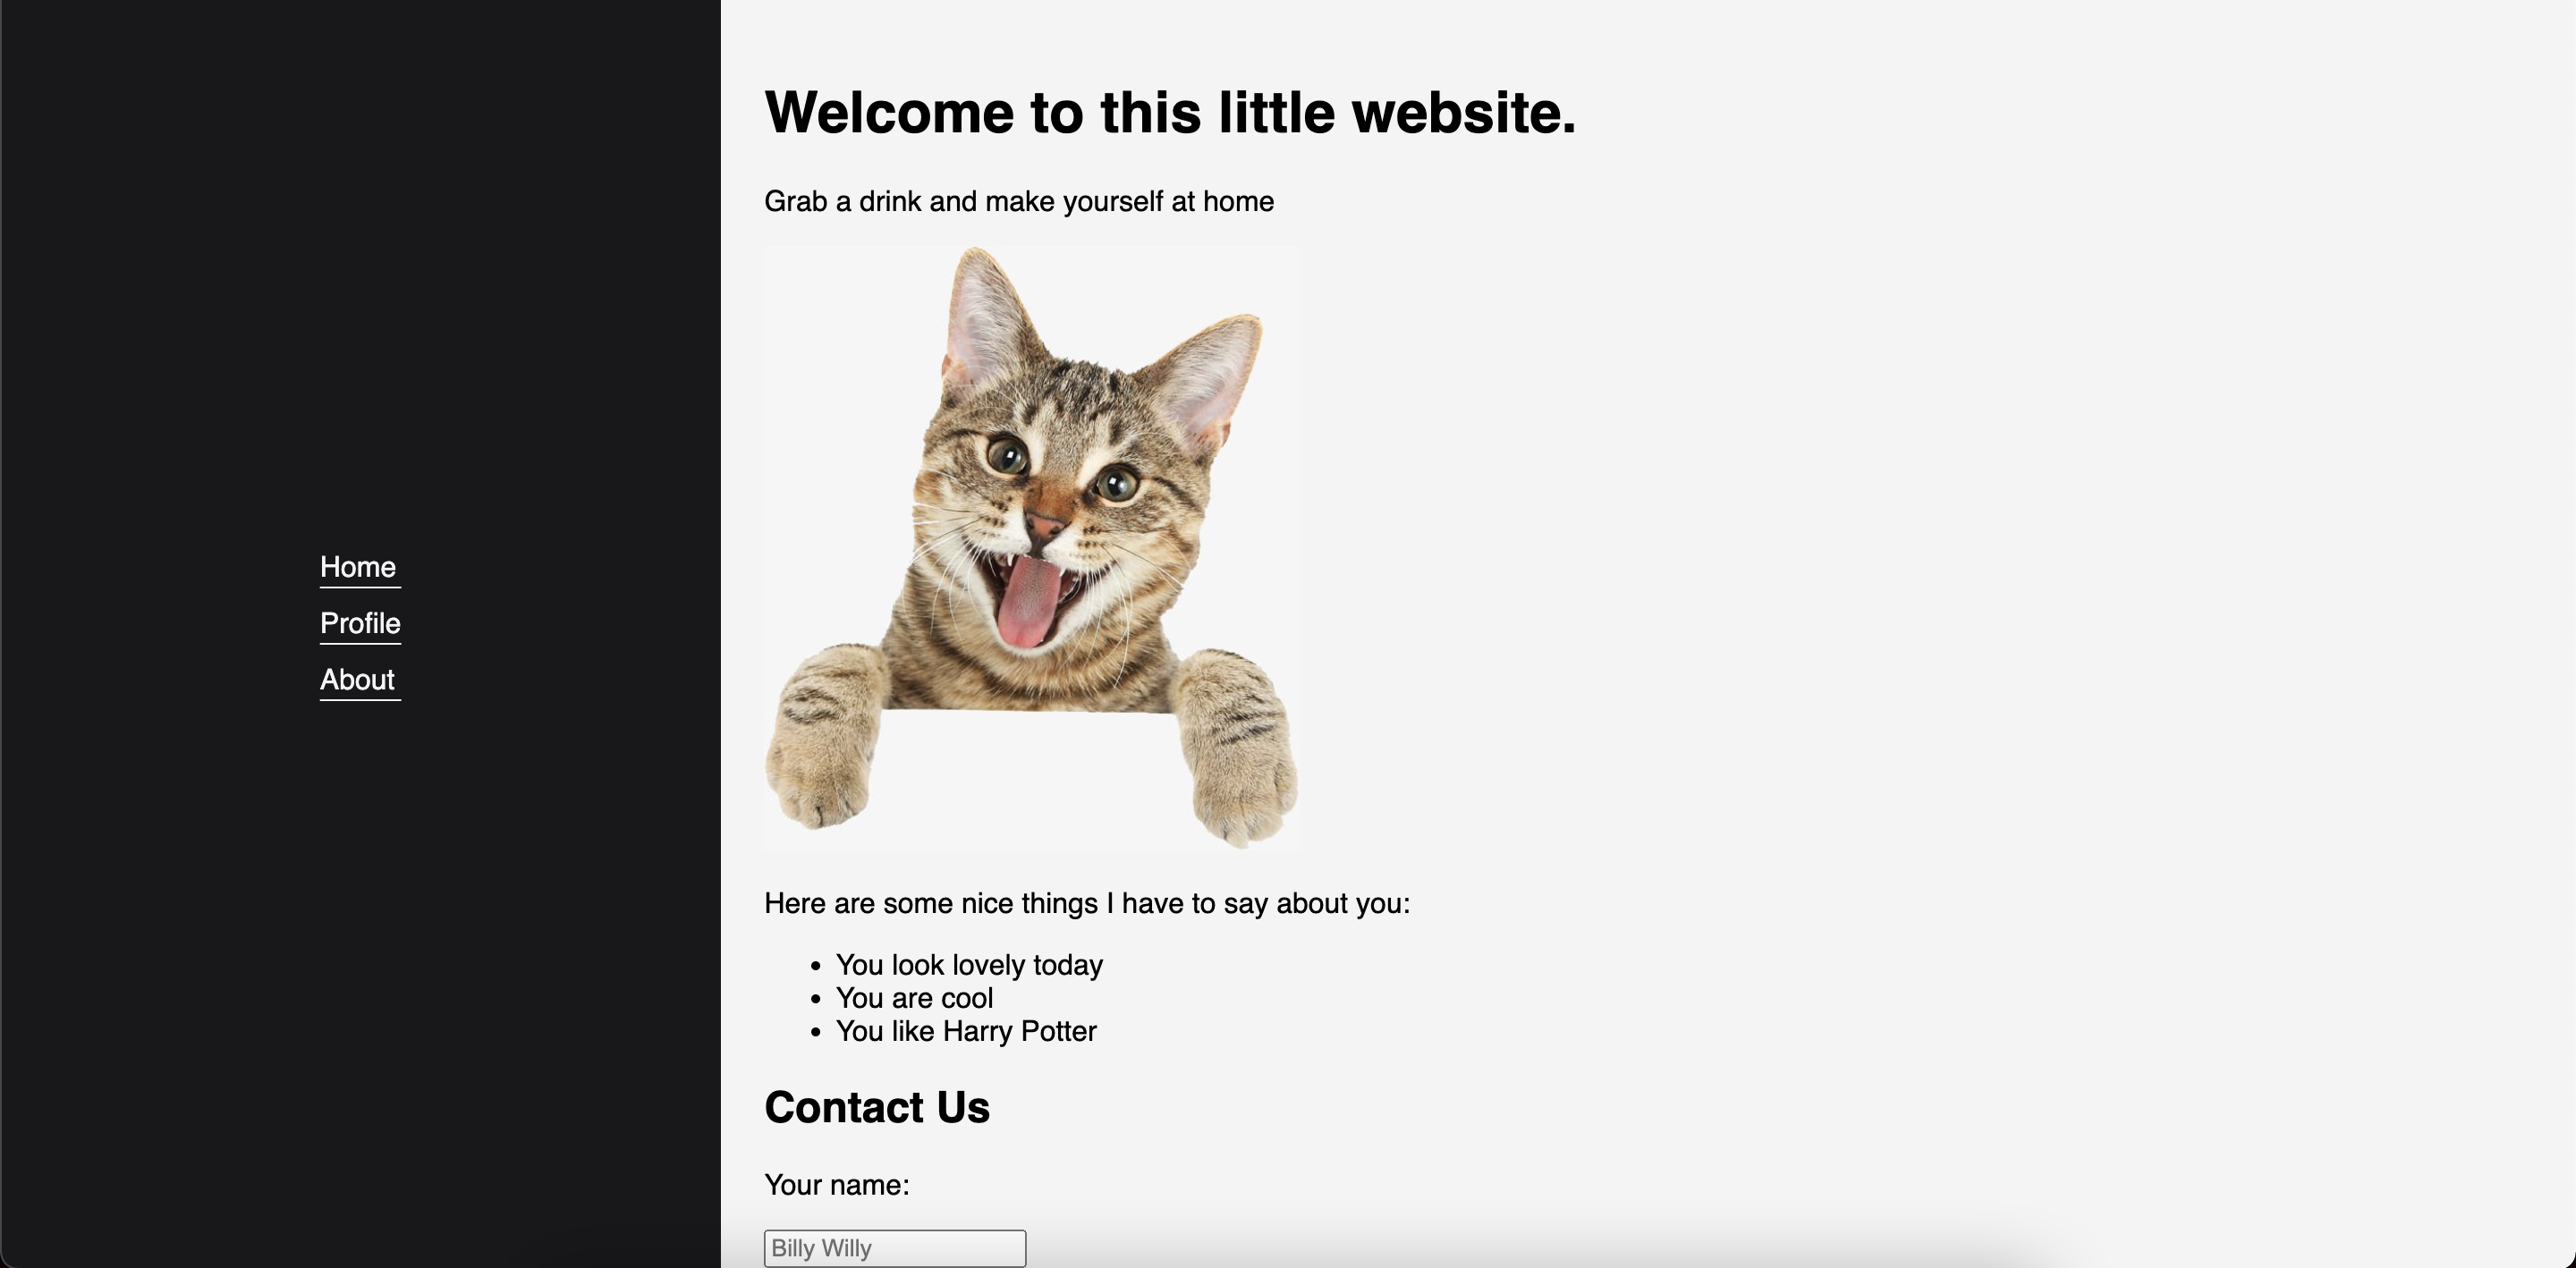 Home
Profile
About
Welcome to this little website.
Grab a drink and make yourself at home
Here are some nice things I have to say about you:
You look lovely today
You are cool
You like Harry Potter
Contact Us
Your name:
Billy Willy